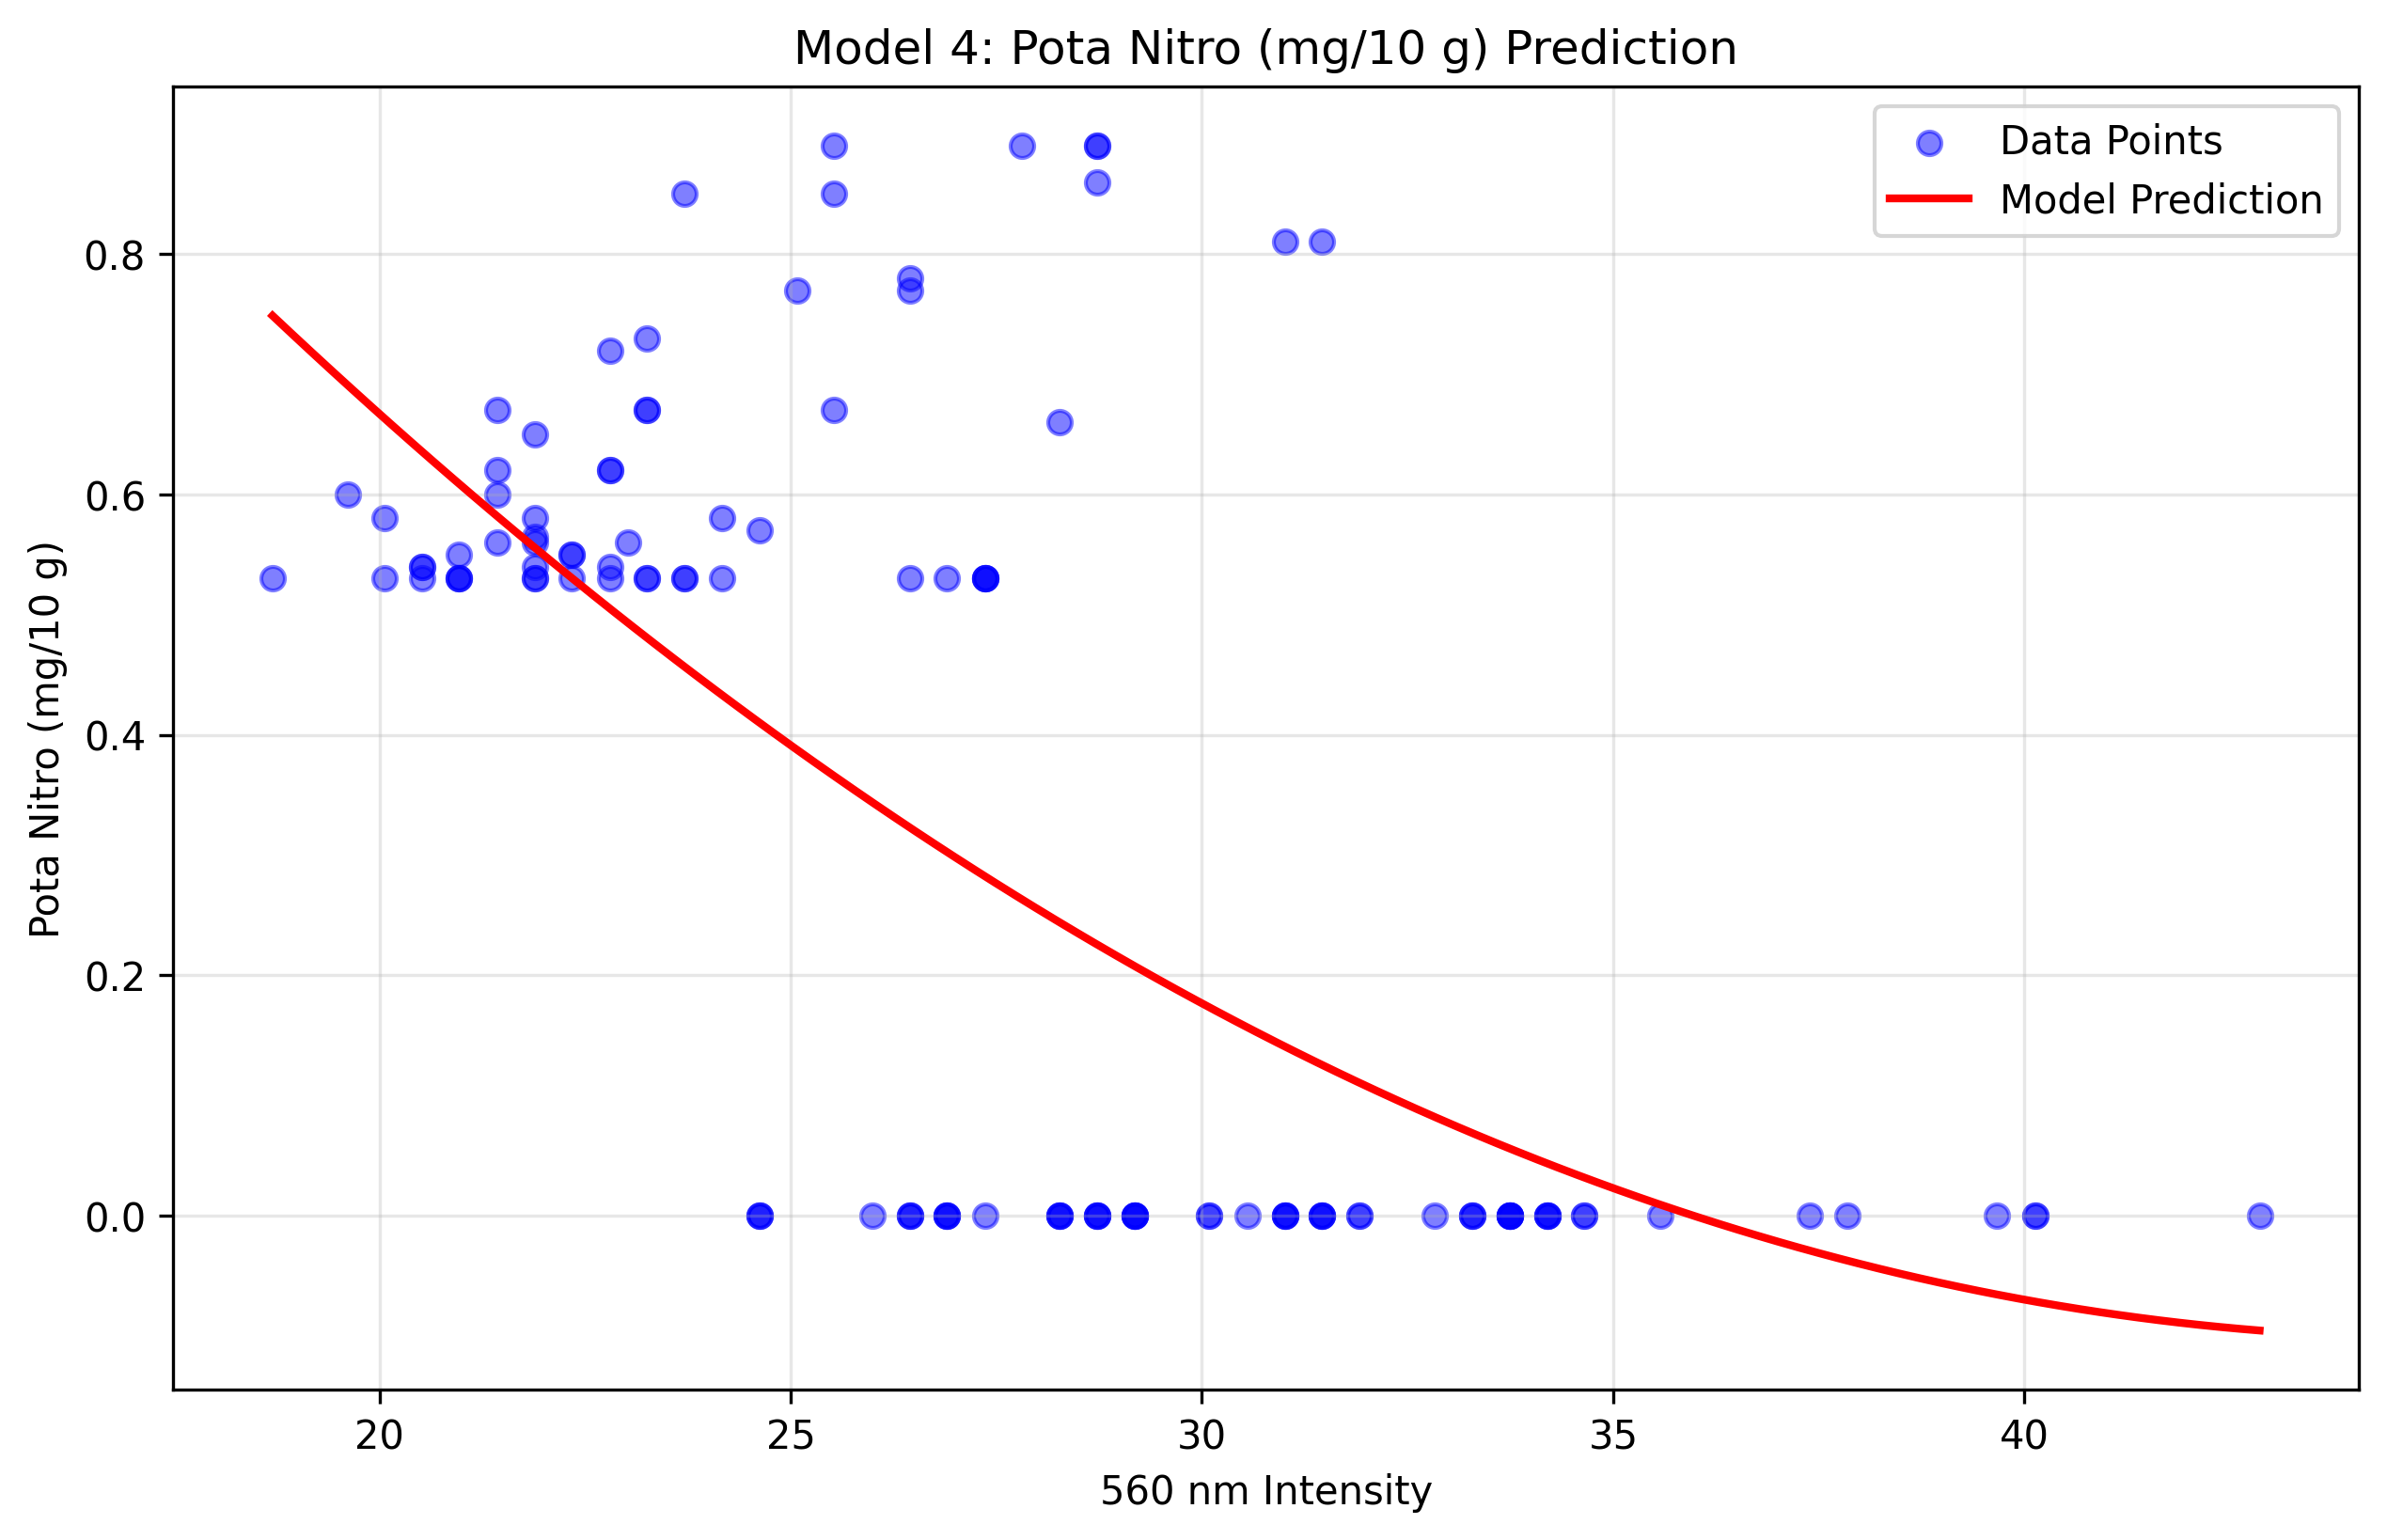 Model 4: Pota Nitro (mg/10 g) Prediction
Data Points
Model Prediction
Pota Nitro (mg/10 g)
0.8
0.6
0.4
0.2
0.0
20 25 30 35 40
560 nm Intensity